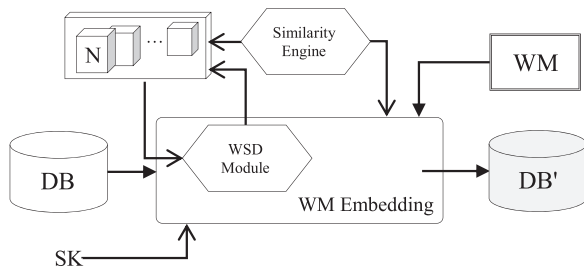 N
...
Similarity
Engine
WM
WSD
Module
DB
WM Embedding
DB'
SK